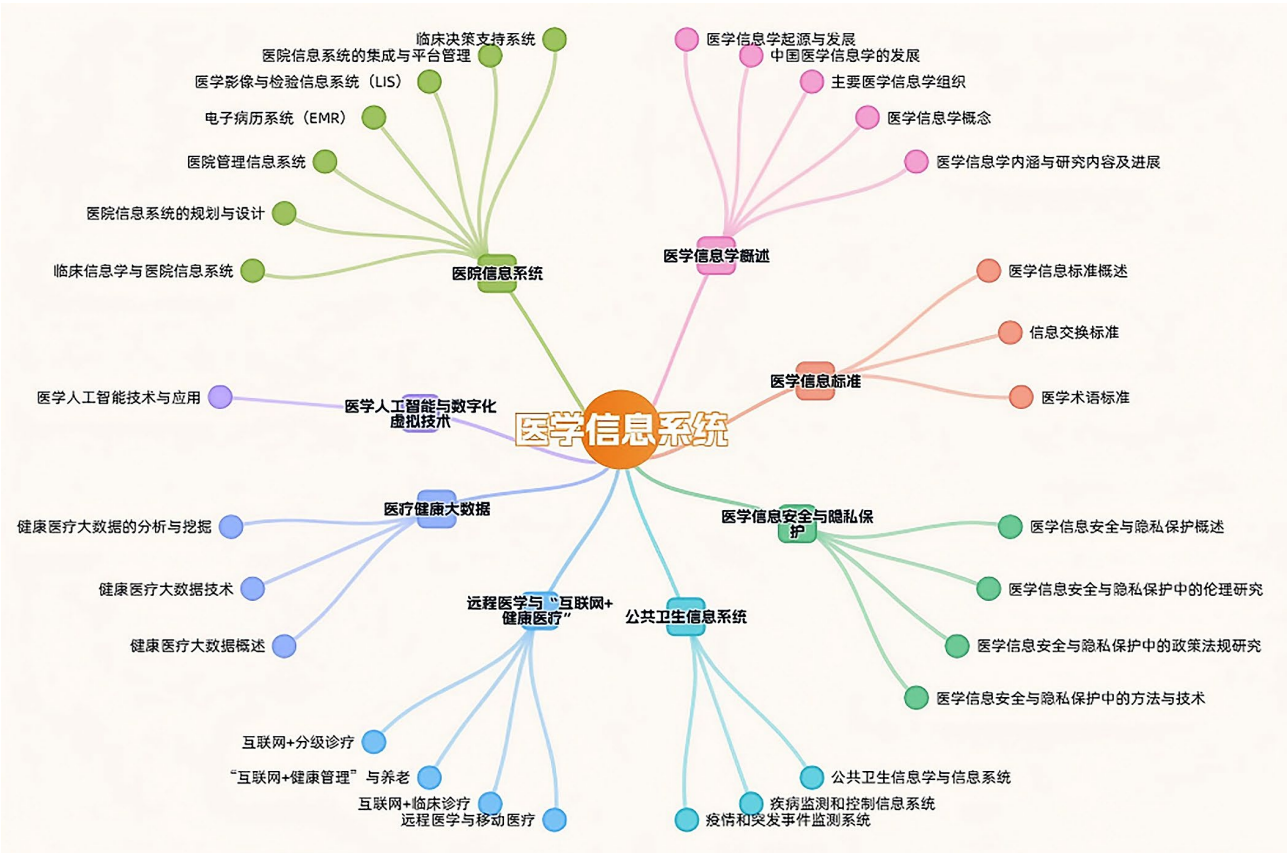 医学信息系统
医学信息学概述
医学信息学起源与发展
中国医学信息学的发展
主要医学信息学组织
医学信息学概念
医学信息学内涵与研究内容及进展
医学信息标准
医学信息标准概述
信息交换标准
医学术语标准
医学信息安全与隐私保
护
医学信息安全与隐私保护概述
医学信息安全与隐私保护中的伦理研究
医学信息安全与隐私保护中的政策法规研究
医学信息安全与隐私保护中的方法与技术
公共卫生信息系统
公共卫生信息学与信息系统
疾病监测和控制信息系统
疫情和突发事件监测系统
远程医学与“互联网+
健康医疗”
远程医学与移动医疗
互联网+临床诊疗
“互联网+健康管理”与养老
互联网+分级诊疗
医疗健康大数据
健康医疗大数据概述
健康医疗大数据技术
健康医疗大数据的分析与挖掘
医学人工智能与数字化
虚拟技术
医学人工智能技术与应用
医院信息系统
临床信息学与医院信息系统
医院信息系统的规划与设计
医院管理信息系统
电子病历系统（EMR）
医学影像与检验信息系统（LIS）
医院信息系统的集成与平台管理
临床决策支持系统